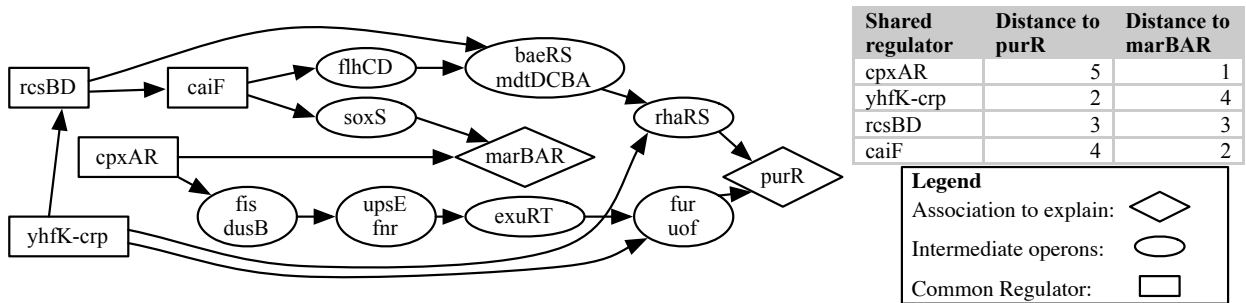 rcsBD
caiF
flhCD
soxS
baeRS
mdtDCBA
rhaRS
cpxAR
marBAR
purR
yhfK-crp
fis
dusB
upsE
fnr
exuRT
fur
uof
Shared regulator Distance to purR Distance to marBAR
cpxAR 5 1
yhfK-crp 2 4
rcsBD 3 3
caiF 4 2
Legend
Association to explain:
Intermediate operons:
Common Regulator: